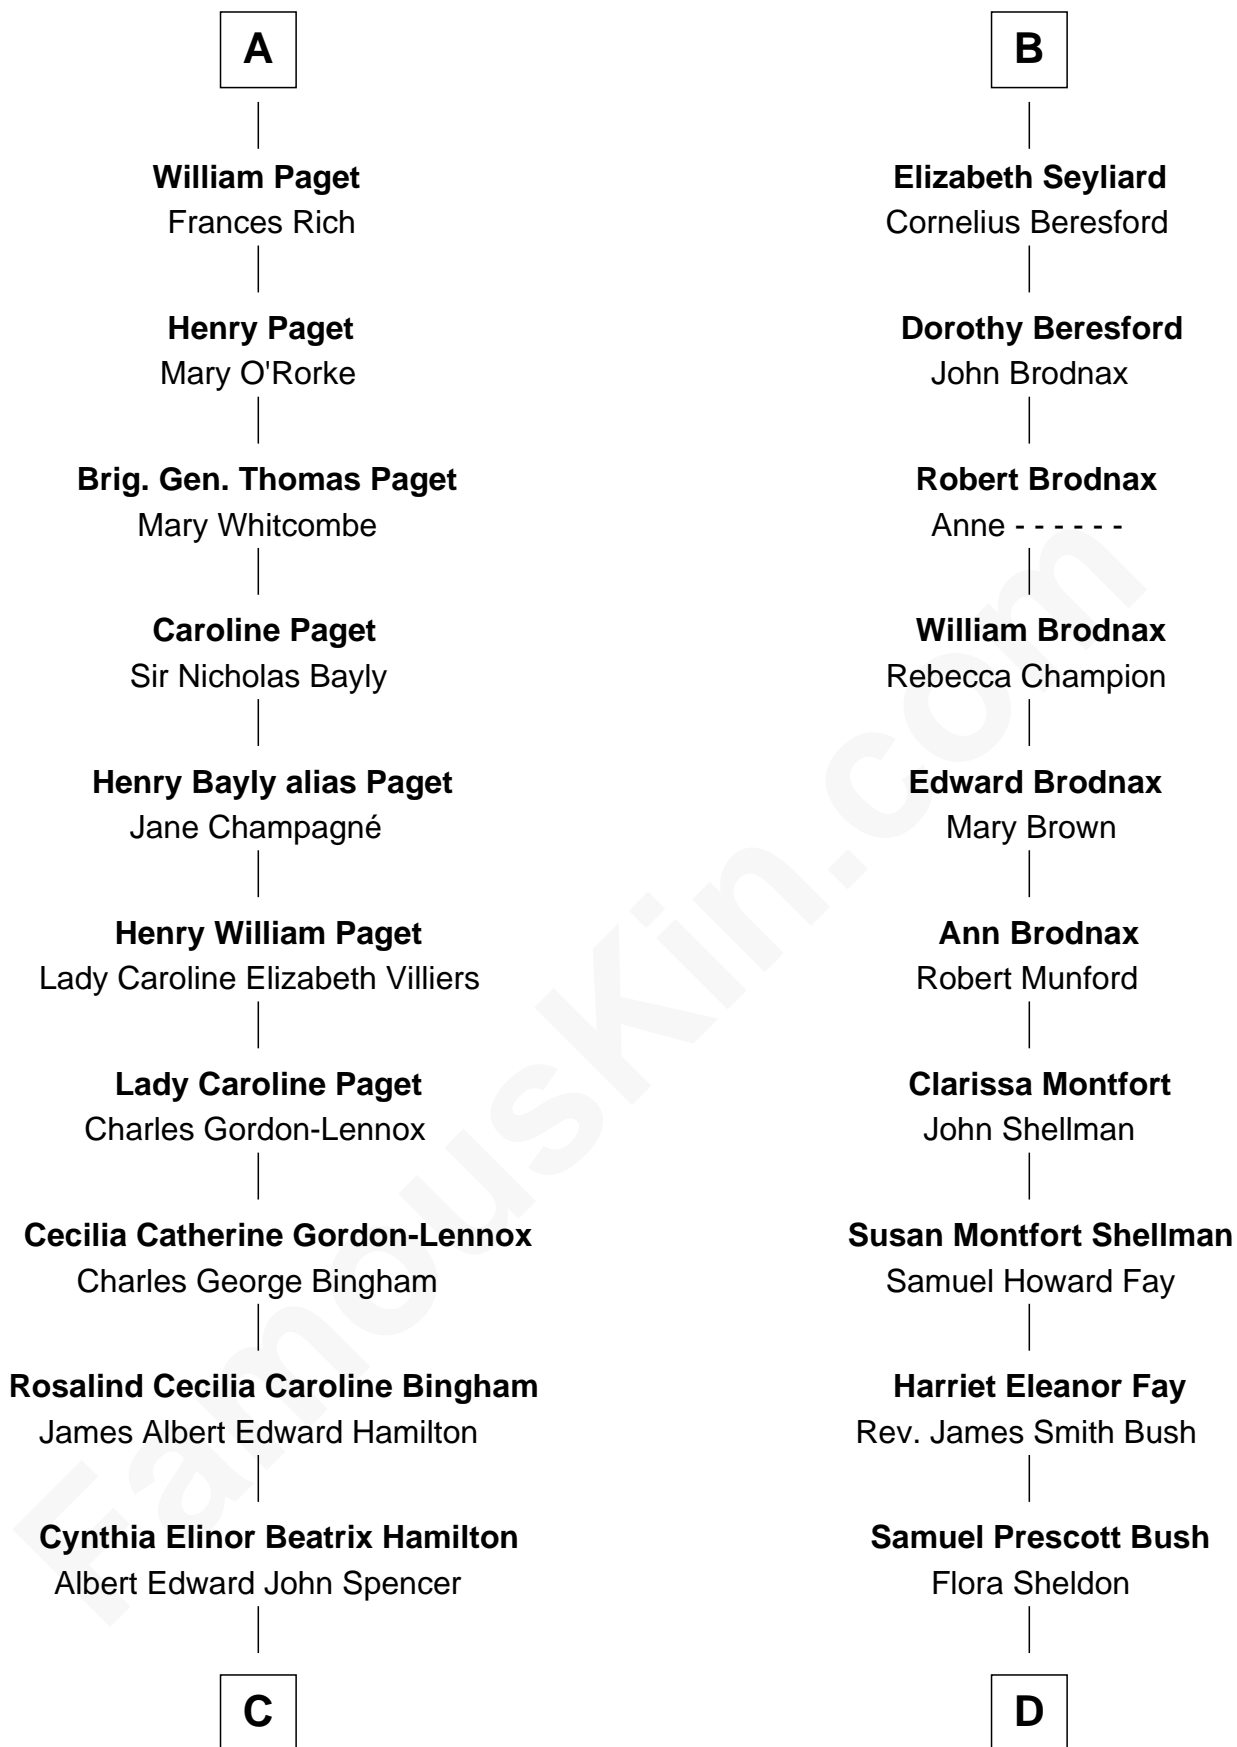 A
William Paget
Frances Rich
Henry Paget
Mary O'Rorke
Brig. Gen. Thomas Paget
Mary Whitcombe
Caroline Paget
Sir Nicholas Bayly
Henry Bayly alias Paget
Jane Champagné
Henry William Paget
Lady Caroline Elizabeth Villiers
Lady Caroline Paget
Charles Gordon-Lennox
Cecilia Catherine Gordon-Lennox
Charles George Bingham
Rosalind Cecilia Caroline Bingham
James Albert Edward Hamilton
Cynthia Elinor Beatrix Hamilton
Albert Edward John Spencer
C
B
Elizabeth Seyliard
Cornelius Beresford
Dorothy Beresford
John Brodnax
Robert Brodnax
Anne - - - - - -
William Brodnax
Rebecca Champion
Edward Brodnax
Mary Brown
Ann Brodnax
Robert Munford
Clarissa Montfort
John Shellman
Susan Montfort Shellman
Samuel Howard Fay
Harriet Eleanor Fay
Rev. James Smith Bush
Samuel Prescott Bush
Flora Sheldon
D
FamousKin.com